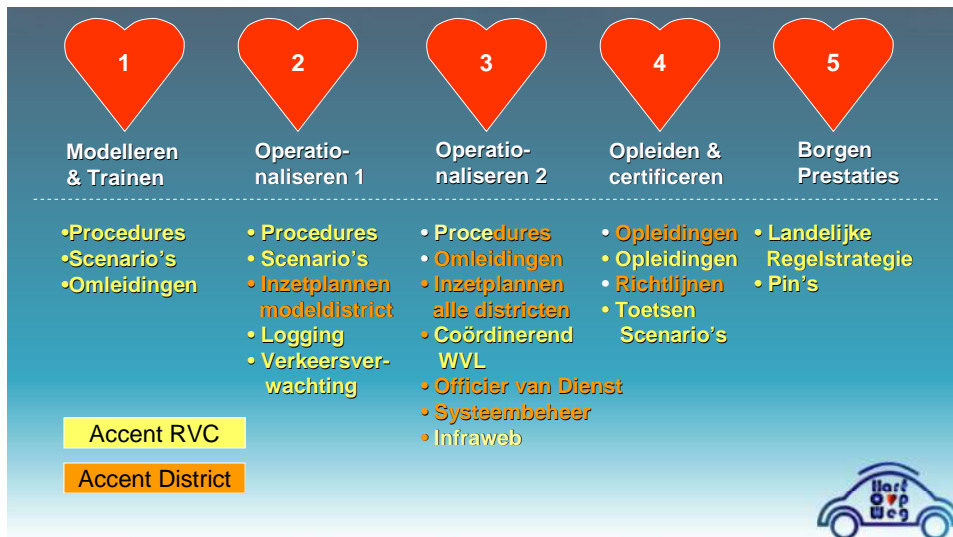 1
2
3
4
5
Modelleren
& Trainen
Operatio-
naliseren 1
Operatio-
naliseren 2
Opleiden &
certificeren
Borgen
Prestaties
•Procedures
•Scenario's
•Omleidingen
• Procedures
• Scenario's
• Inzetplannen
modeldistrict
• Logging
• Verkeersver-
wachting
• Procedures
• Omleidingen
• Inzetplannen
alle districten
• Coördinerend
WVL
• Officier van Dienst
• Systeembeheer
• Infraweb
• Opleidingen
• Opleidingen
• Richtlijnen
• Toetsen
Scenario's
• Landelijke
Regelstrategie
• Pin's
Accent RVC
Accent District
Hart
Op
Weg